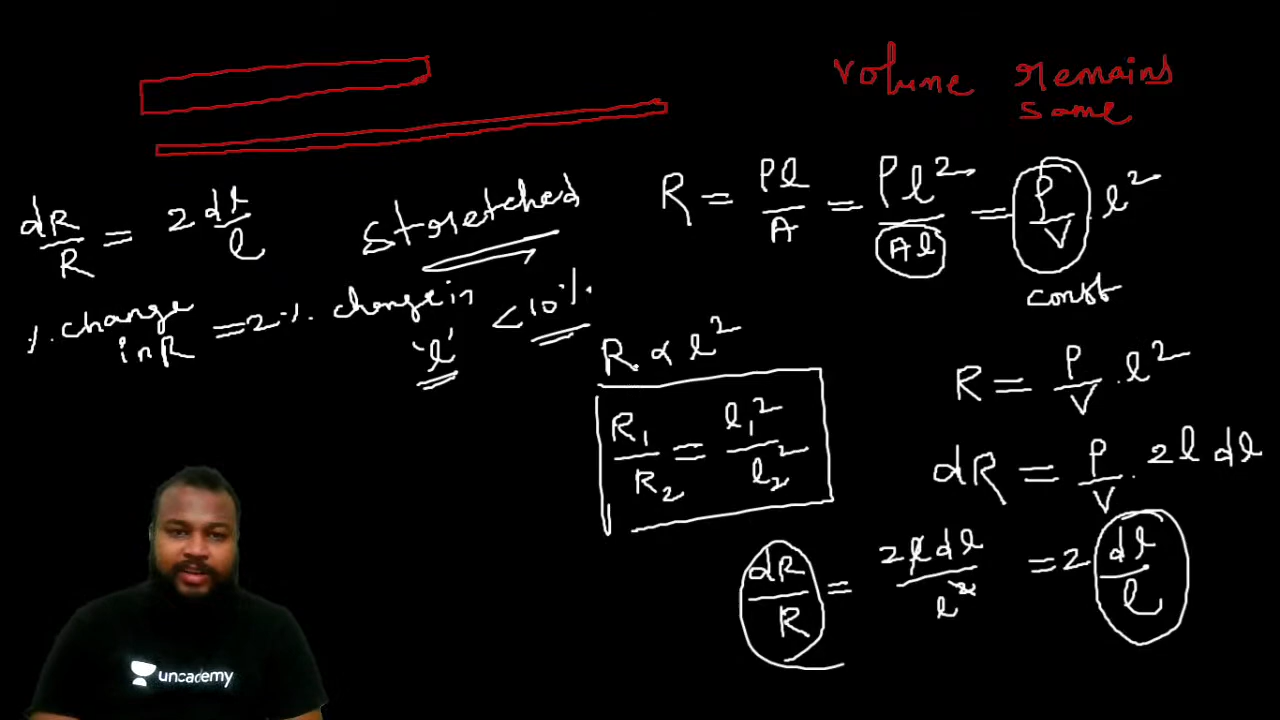 volume remains
same
R = ρl/A = ρl²/Al = ρ/V · l²
const
dR/R = 2 dl/l
Stretched
% change in R = 2 % change in 'l' < 10 %.
R ∝ l²
R₁/R₂ = l₁²/l₂²
R = ρ/V · l²
dR = ρ/V · 2l dl
dR/R = 2l dl/l² = 2 dl/l
uncademy